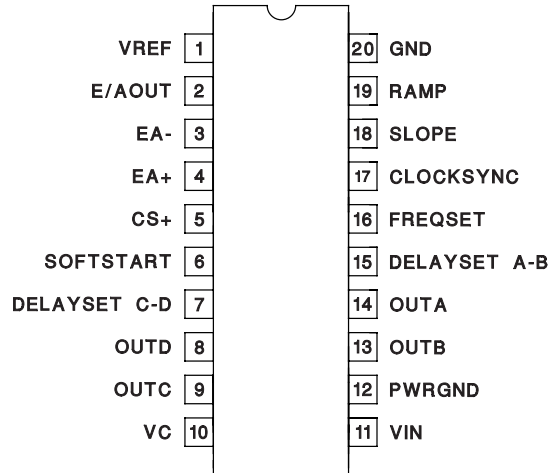 VREF 1 20 GND
E/AOUT 2 19 RAMP
EA- 3 18 SLOPE
EA+ 4 17 CLOCKSYNC
CS+ 5 16 FREQSET
SOFTSTART 6 15 DELAYSET A-B
DELAYSET C-D 7 14 OUTA
OUTD 8 13 OUTB
OUTC 9 12 PWRGND
VC 10 11 VIN